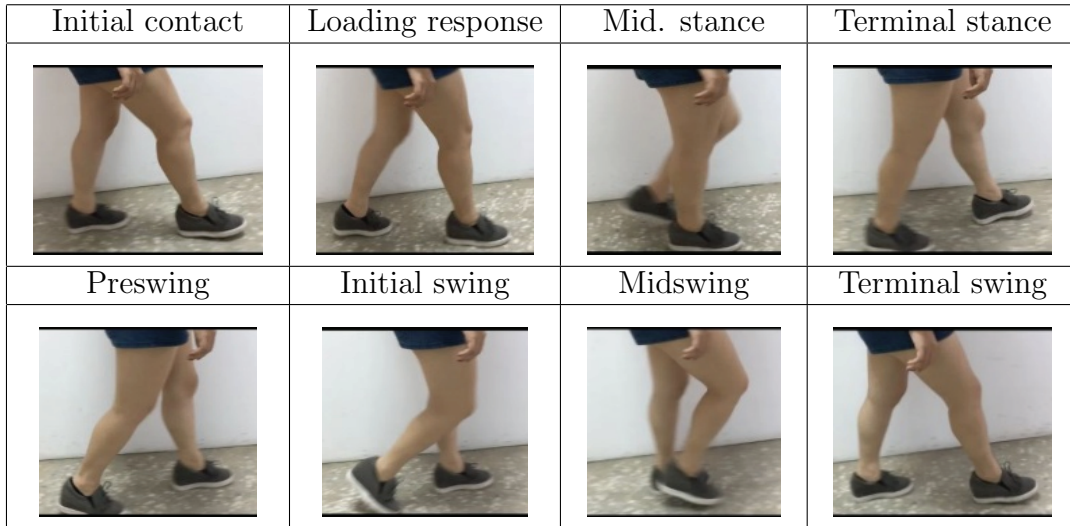 Initial contact Loading response Mid. stance Terminal stance
Preswing Initial swing Midswing Terminal swing